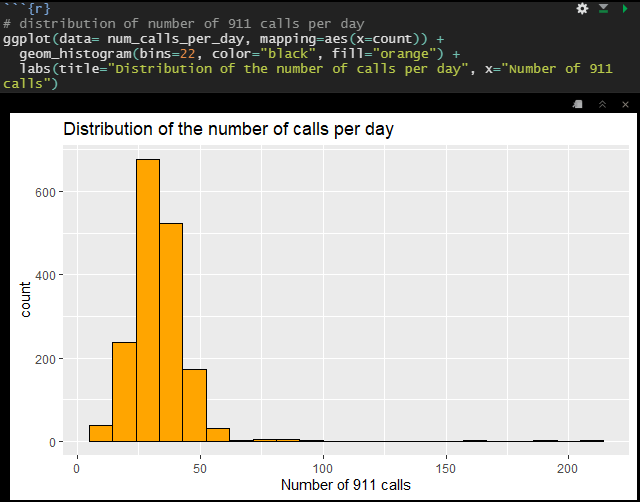 ```{r}
# distribution of number of 911 calls per day
ggplot(data= num_calls_per_day, mapping=aes(x=count)) +
  geom_histogram(bins=22, color="black", fill="orange") +
  labs(title="Distribution of the number of calls per day", x="Number of 911
calls")
Distribution of the number of calls per day
600
400
200
0
count
0 50 100 150 200
Number of 911 calls